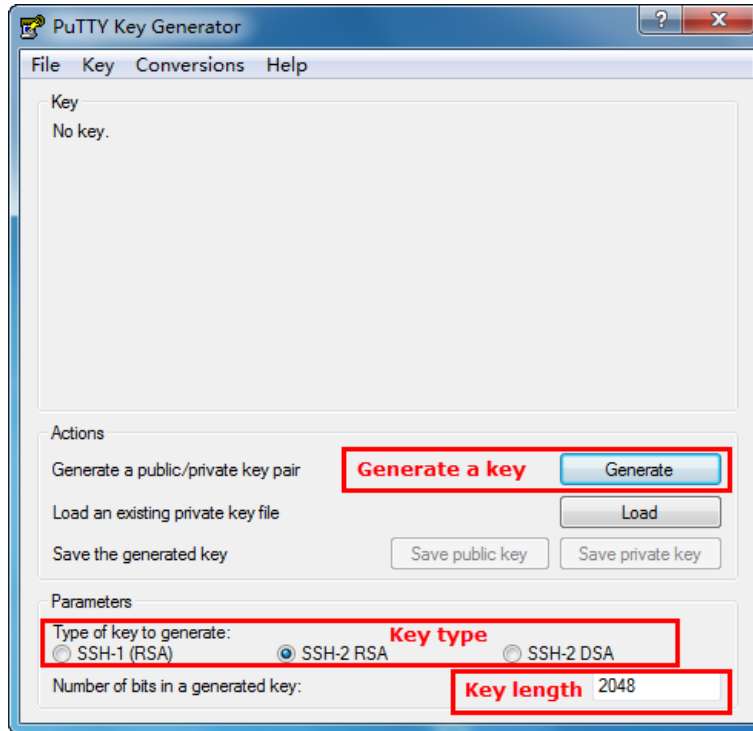 PuTTY Key Generator
? X
File Key Conversions Help
Key
No key.
Actions
Generate a public/private key pair Generate a key Generate
Load an existing private key file Load
Save the generated key Save public key Save private key
Parameters
Type of key to generate: Key type
SSH-1 (RSA) SSH-2 RSA SSH-2 DSA
Number of bits in a generated key: Key length 2048